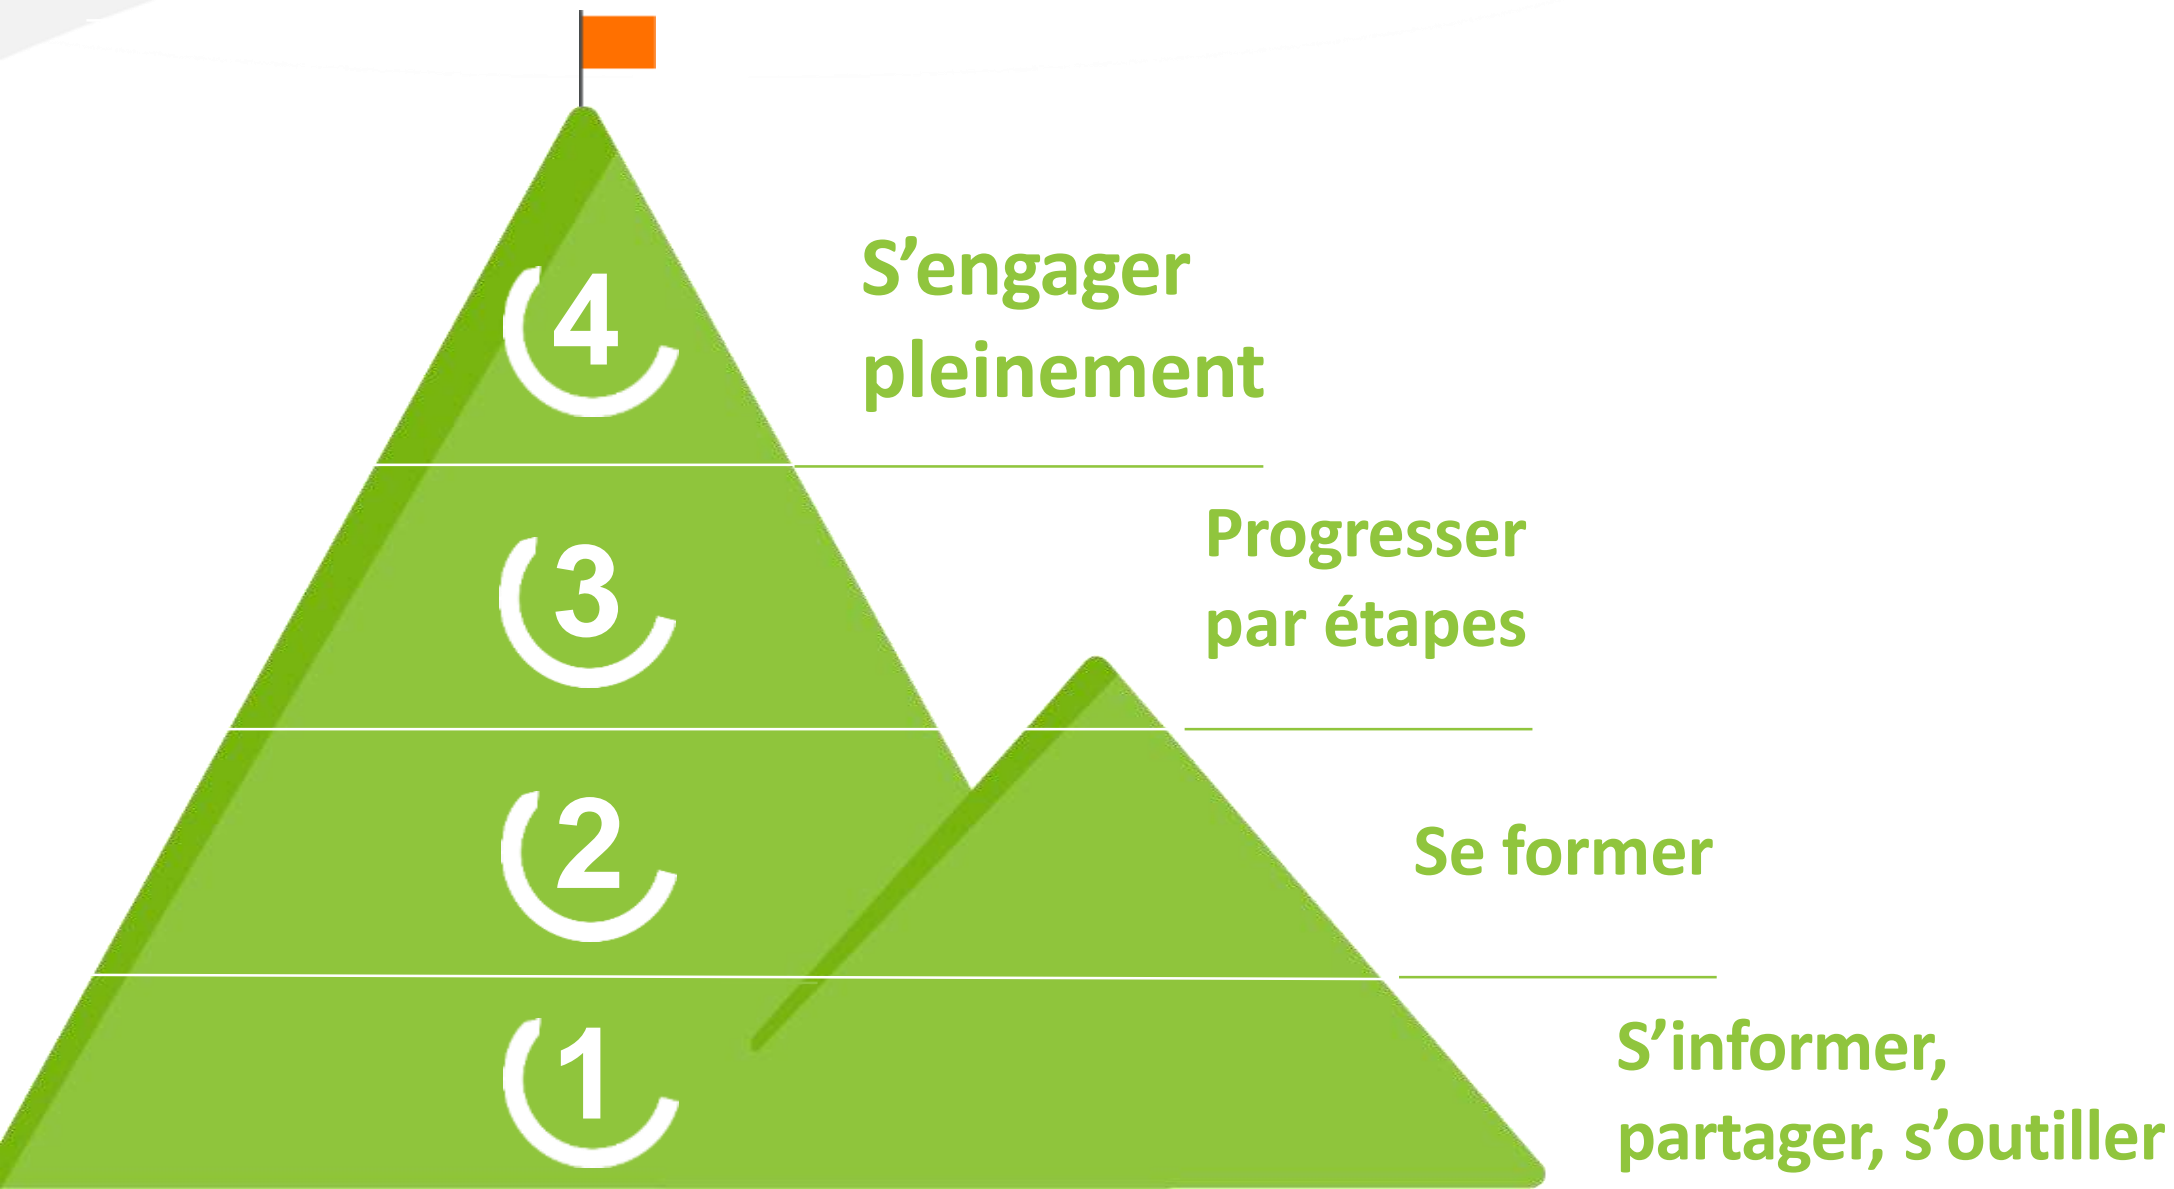 4
S’engager
pleinement
3
Progresser
par étapes
2
Se former
1
S’informer,
partager, s’outiller